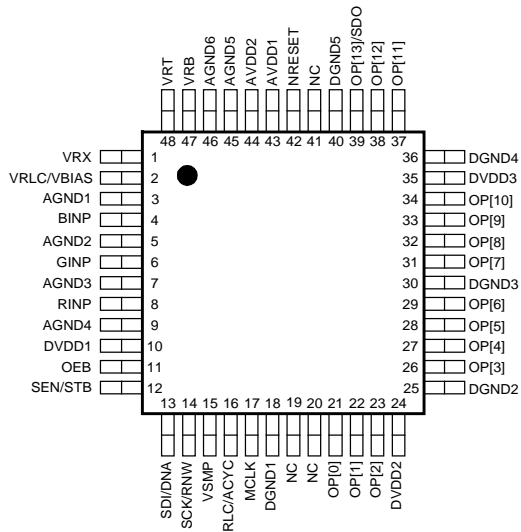 VRT
VRB
AGND6
AGND5
AVDD2
AVDD1
NRESET
NC
DGND5
OP[13]/SDO
OP[12]
OP[11]
48 47 46 45 44 43 42 41 40 39 38 37
VRX 1
VRLC/VBIAS 2
AGND1 3
BINP 4
AGND2 5
GINP 6
AGND3 7
RINP 8
AGND4 9
DVDD1 10
OEB 11
SEN/STB 12
36 DGND4
35 DVDD3
34 OP[10]
33 OP[9]
32 OP[8]
31 OP[7]
30 DGND3
29 OP[6]
28 OP[5]
27 OP[4]
26 OP[3]
25 DGND2
13 14 15 16 17 18 19 20 21 22 23 24
SDI/DNA
SCK/RNW
VSMP
RLC/ACYC
MCLK
DGND1
NC
NC
OP[0]
OP[1]
OP[2]
DVDD2